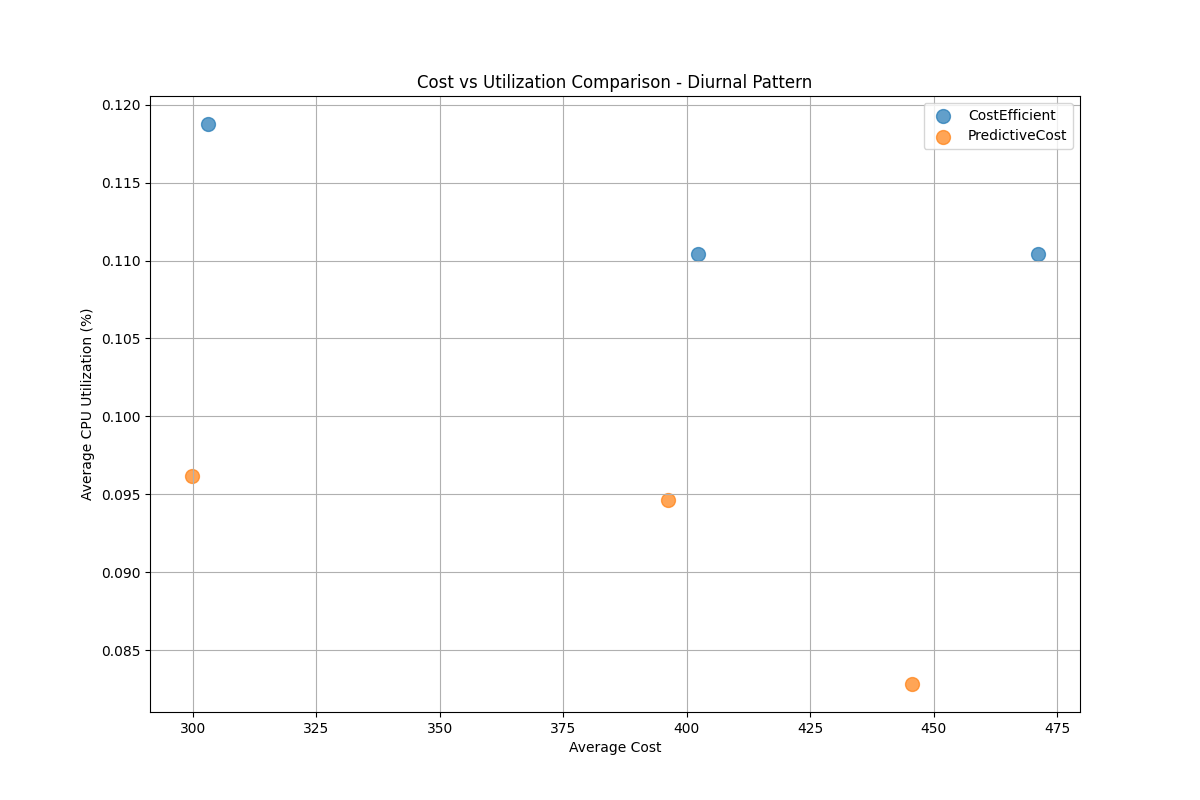 Cost vs Utilization Comparison - Diurnal Pattern
CostEfficient
PredictiveCost
Average CPU Utilization (%)
0.120
0.115
0.110
0.105
0.100
0.095
0.090
0.085
300 325 350 375 400 425 450 475
Average Cost